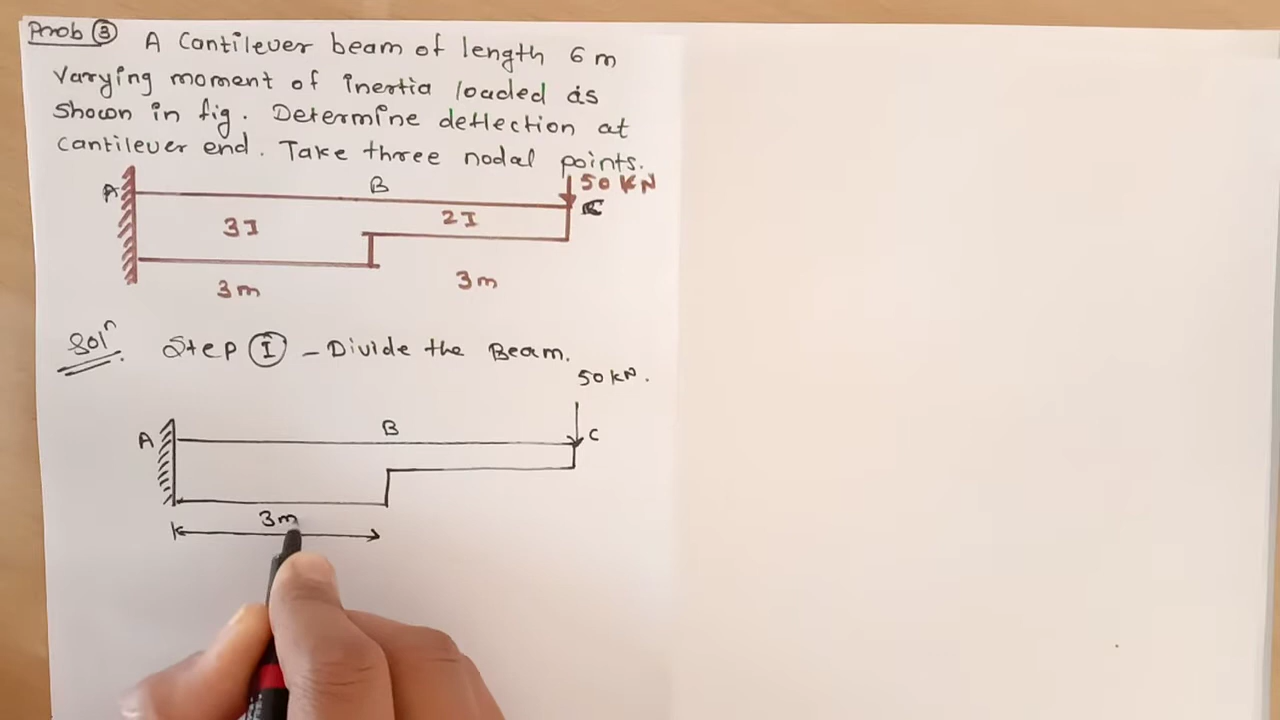 Prob ③ A Cantilever beam of length 6 m
Varying moment of inertia loaded as
shown in fig. Determine deflection at
cantilever end. Take three nodal points.
A B 50 KN
C
3I 2I
3m 3m
Solⁿ. Step Ⓘ - Divide the Beam.
50 kN.
A B C
3m